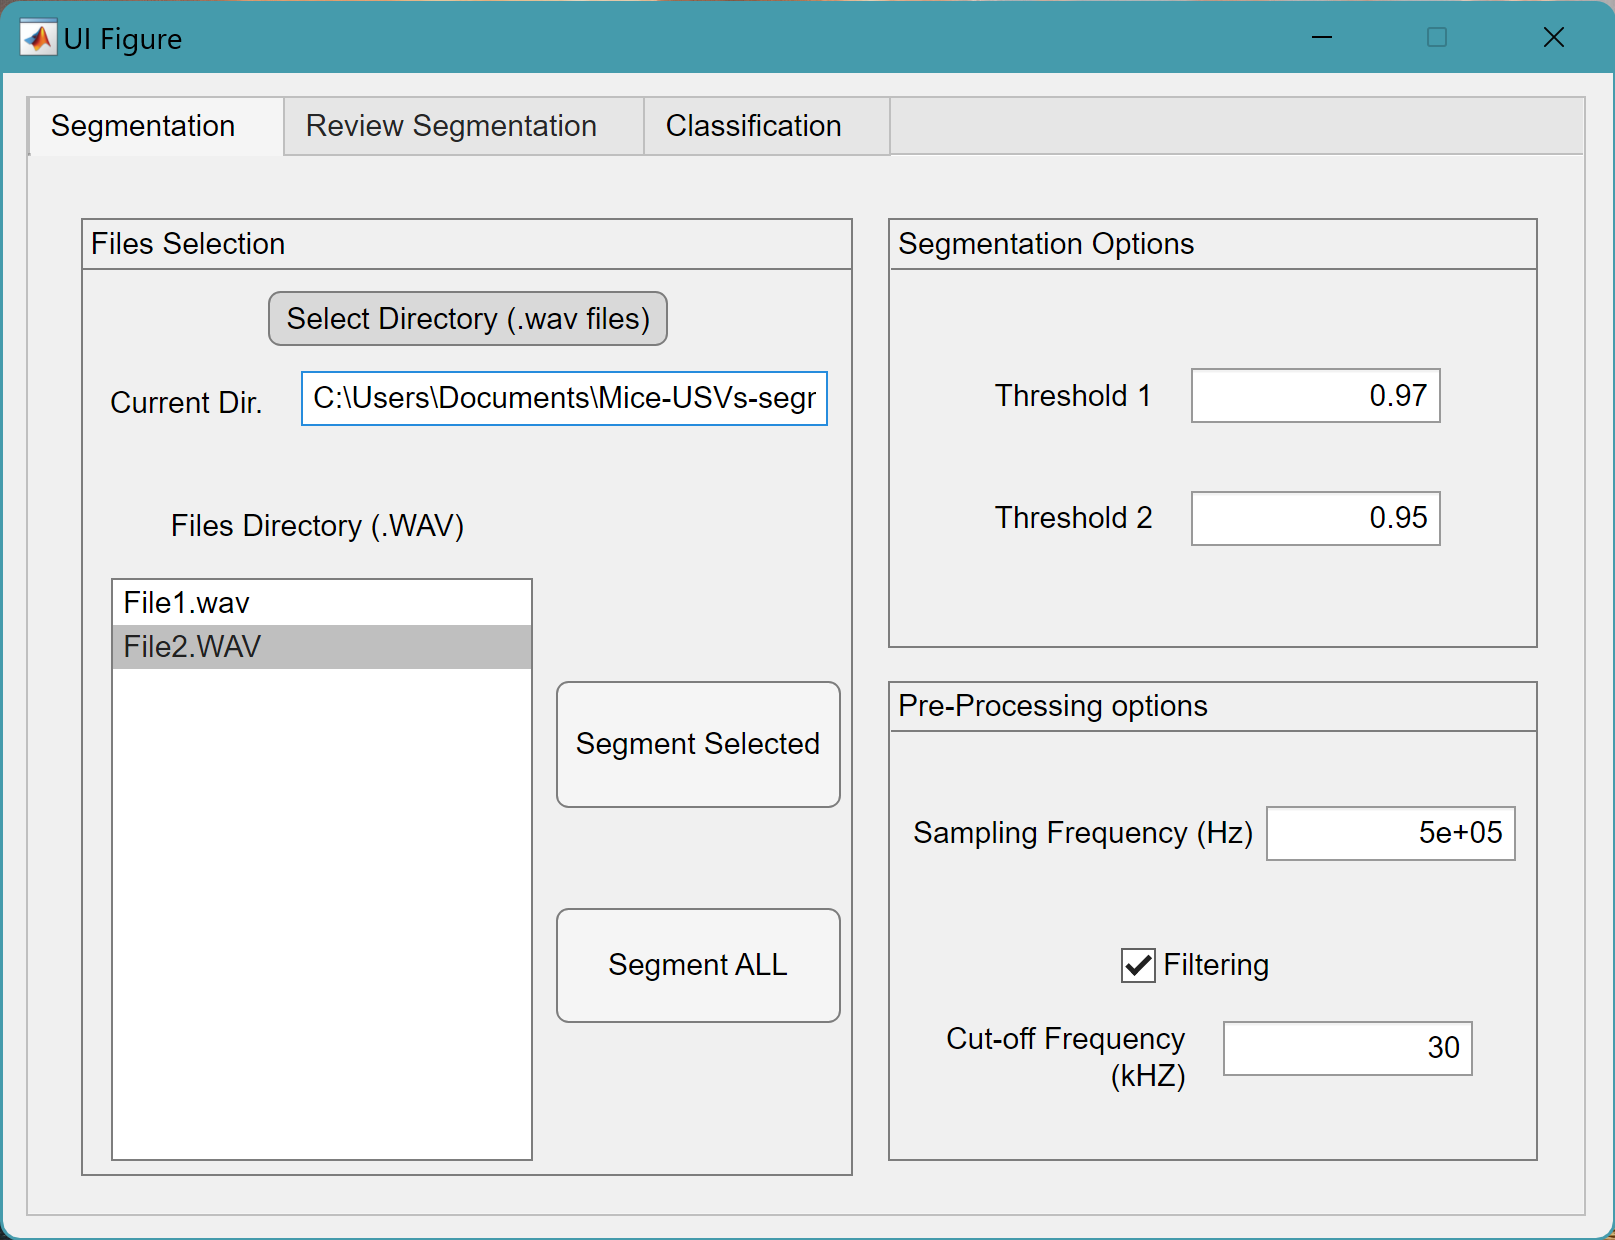 UI Figure
Segmentation
Review Segmentation
Classification
Files Selection
Select Directory (.wav files)
Current Dir.
C:\Users\Documents\Mice-USVs-segr
Files Directory (.WAV)
File1.wav
File2.WAV
Segment Selected
Segment ALL
Segmentation Options
Threshold 1
0.97
Threshold 2
0.95
Pre-Processing options
Sampling Frequency (Hz)
5e+05
Filtering
Cut-off Frequency
(kHZ)
30